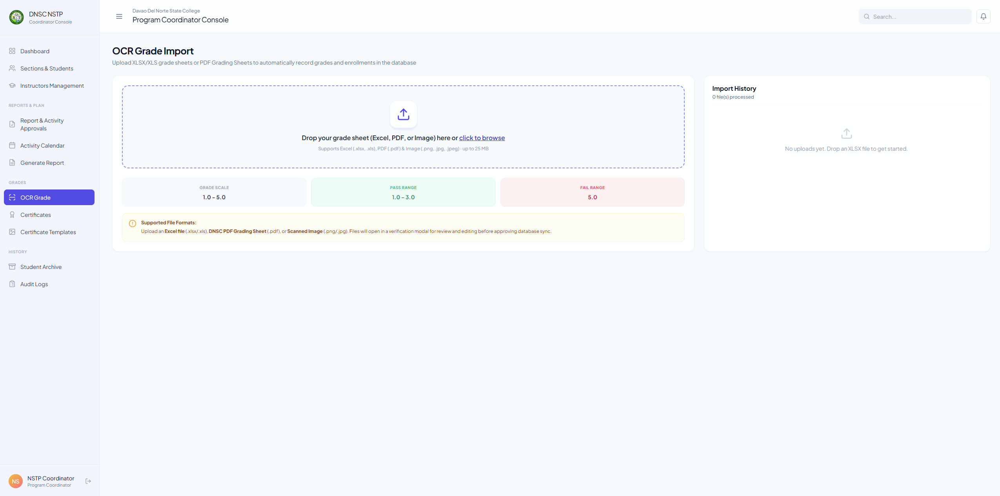 DNSC NSTP
Coordinator Console
Dashboard
Sections & Students
Instructors Management
REPORTS & PLAN
Report & Activity
Approvals
Activity Calendar
Generate Report
GRADES
OCR Grade
Certificates
Certificate Templates
HISTORY
Student Archive
Audit Logs
NS
NSTP Coordinator
Program Coordinator
Davao Del Norte State College
Program Coordinator Console
Search...
OCR Grade Import
Upload XLSX/XLS grade sheets or PDF Grading Sheets to automatically record grades and enrollments in the database
Drop your grade sheet (Excel, PDF, or Image) here or click to browse
Supports Excel (.xlsx, .xls), PDF (.pdf) & Image (.png, .jpg, .jpeg) · up to 25 MB
GRADE SCALE
1.0 – 5.0
PASS RANGE
1.0 – 3.0
FAIL RANGE
5.0
Supported File Formats:
Upload an Excel file (.xlsx/.xls), DNSC PDF Grading Sheet (.pdf), or Scanned Image (.png/.jpg). Files will open in a verification modal for review and editing before approving database sync.
Import History
0 file(s) processed
No uploads yet. Drop an XLSX file to get started.